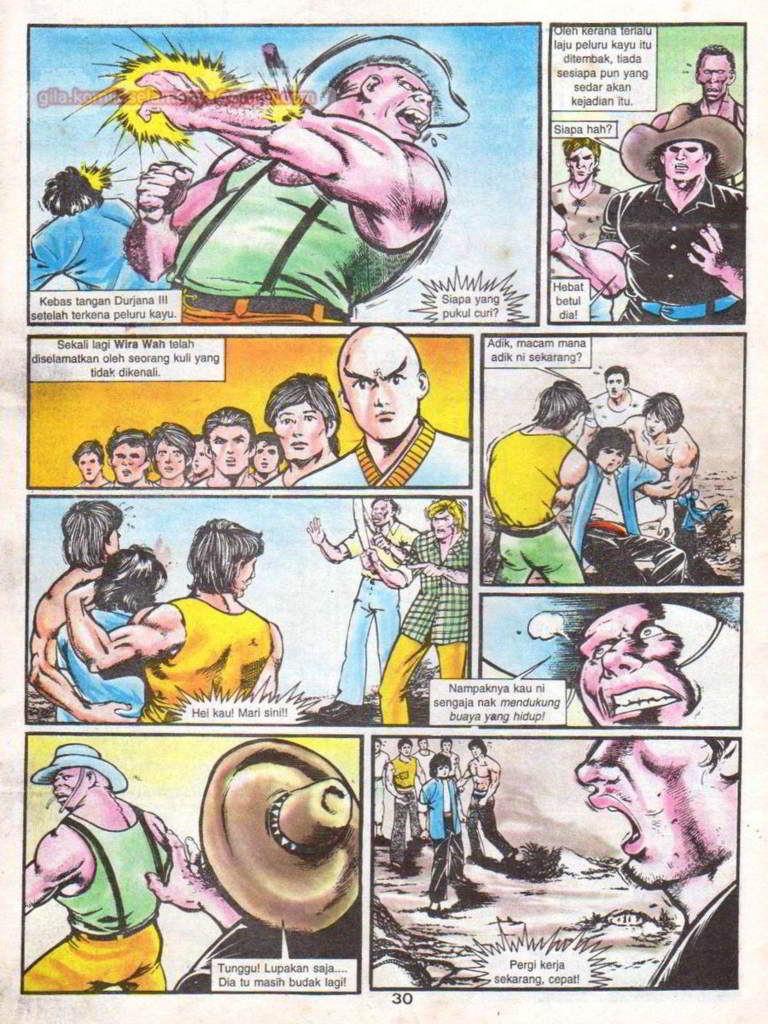 Kebas tangan Durjana III
setelah terkena peluru kayu.
Siapa yang
pukul curi?
Oleh kerana terlalu
laju peluru kayu itu
ditembak, tiada
sesiapa pun yang
sedar akan
kejadian itu.
Siapa hah?
Hebat
betul
dia!
Sekali lagi Wira Wah telah
diselamatkan oleh seorang kuli yang
tidak dikenali.
Adik, macam mana
adik ni sekarang?
Hei kau! Mari sini!!
Nampaknya kau ni
sengaja nak mendukung
buaya yang hidup!
Tunggu! Lupakan saja....
Dia tu masih budak lagi!
Pergi kerja
sekarang, cepat!
30